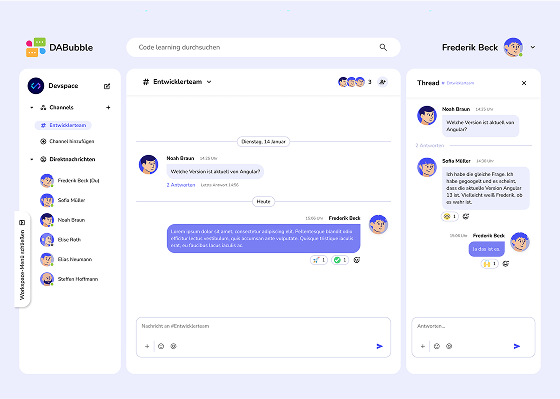 DABubble
Code learning durchsuchen
Frederik Beck
Workspace-Menü schließen
Devspace
Channels
# Entwicklerteam
Channel hinzufügen
Direktnachrichten
Frederik Beck (Du)
Sofia Müller
Noah Braun
Elise Roth
Elias Neumann
Steffen Hoffmann
# Entwicklerteam
3
Dienstag, 14 Januar
Noah Braun 14:25 Uhr
Welche Version ist aktuell von Angular?
2 Antworten Letzte Antwort 14:56
Heute
15:06 Uhr Frederik Beck
Lorem ipsum dolor sit amet, consectetur adipiscing elit. Pellentesque blandit odio
efficitur lectus vestibulum, quis accumsan ante vulputate. Quisque tristique iaculis
erat, eu faucibus lacus iaculis ac.
1
1
Nachricht an #Entwicklerteam
@
Thread # Entwicklerteam
Noah Braun 14:25 Uhr
Welche Version ist aktuell von
Angular?
2 Antworten
Sofia Müller 14:30 Uhr
Ich habe die gleiche Frage. Ich
habe gegoogelt und es scheint,
dass die aktuelle Version Angular
13 ist. Vielleicht weiß Frederik, ob
es wahr ist.
1
15:06 Uhr Frederik Beck
Ja das ist es.
1
Antworten...
@